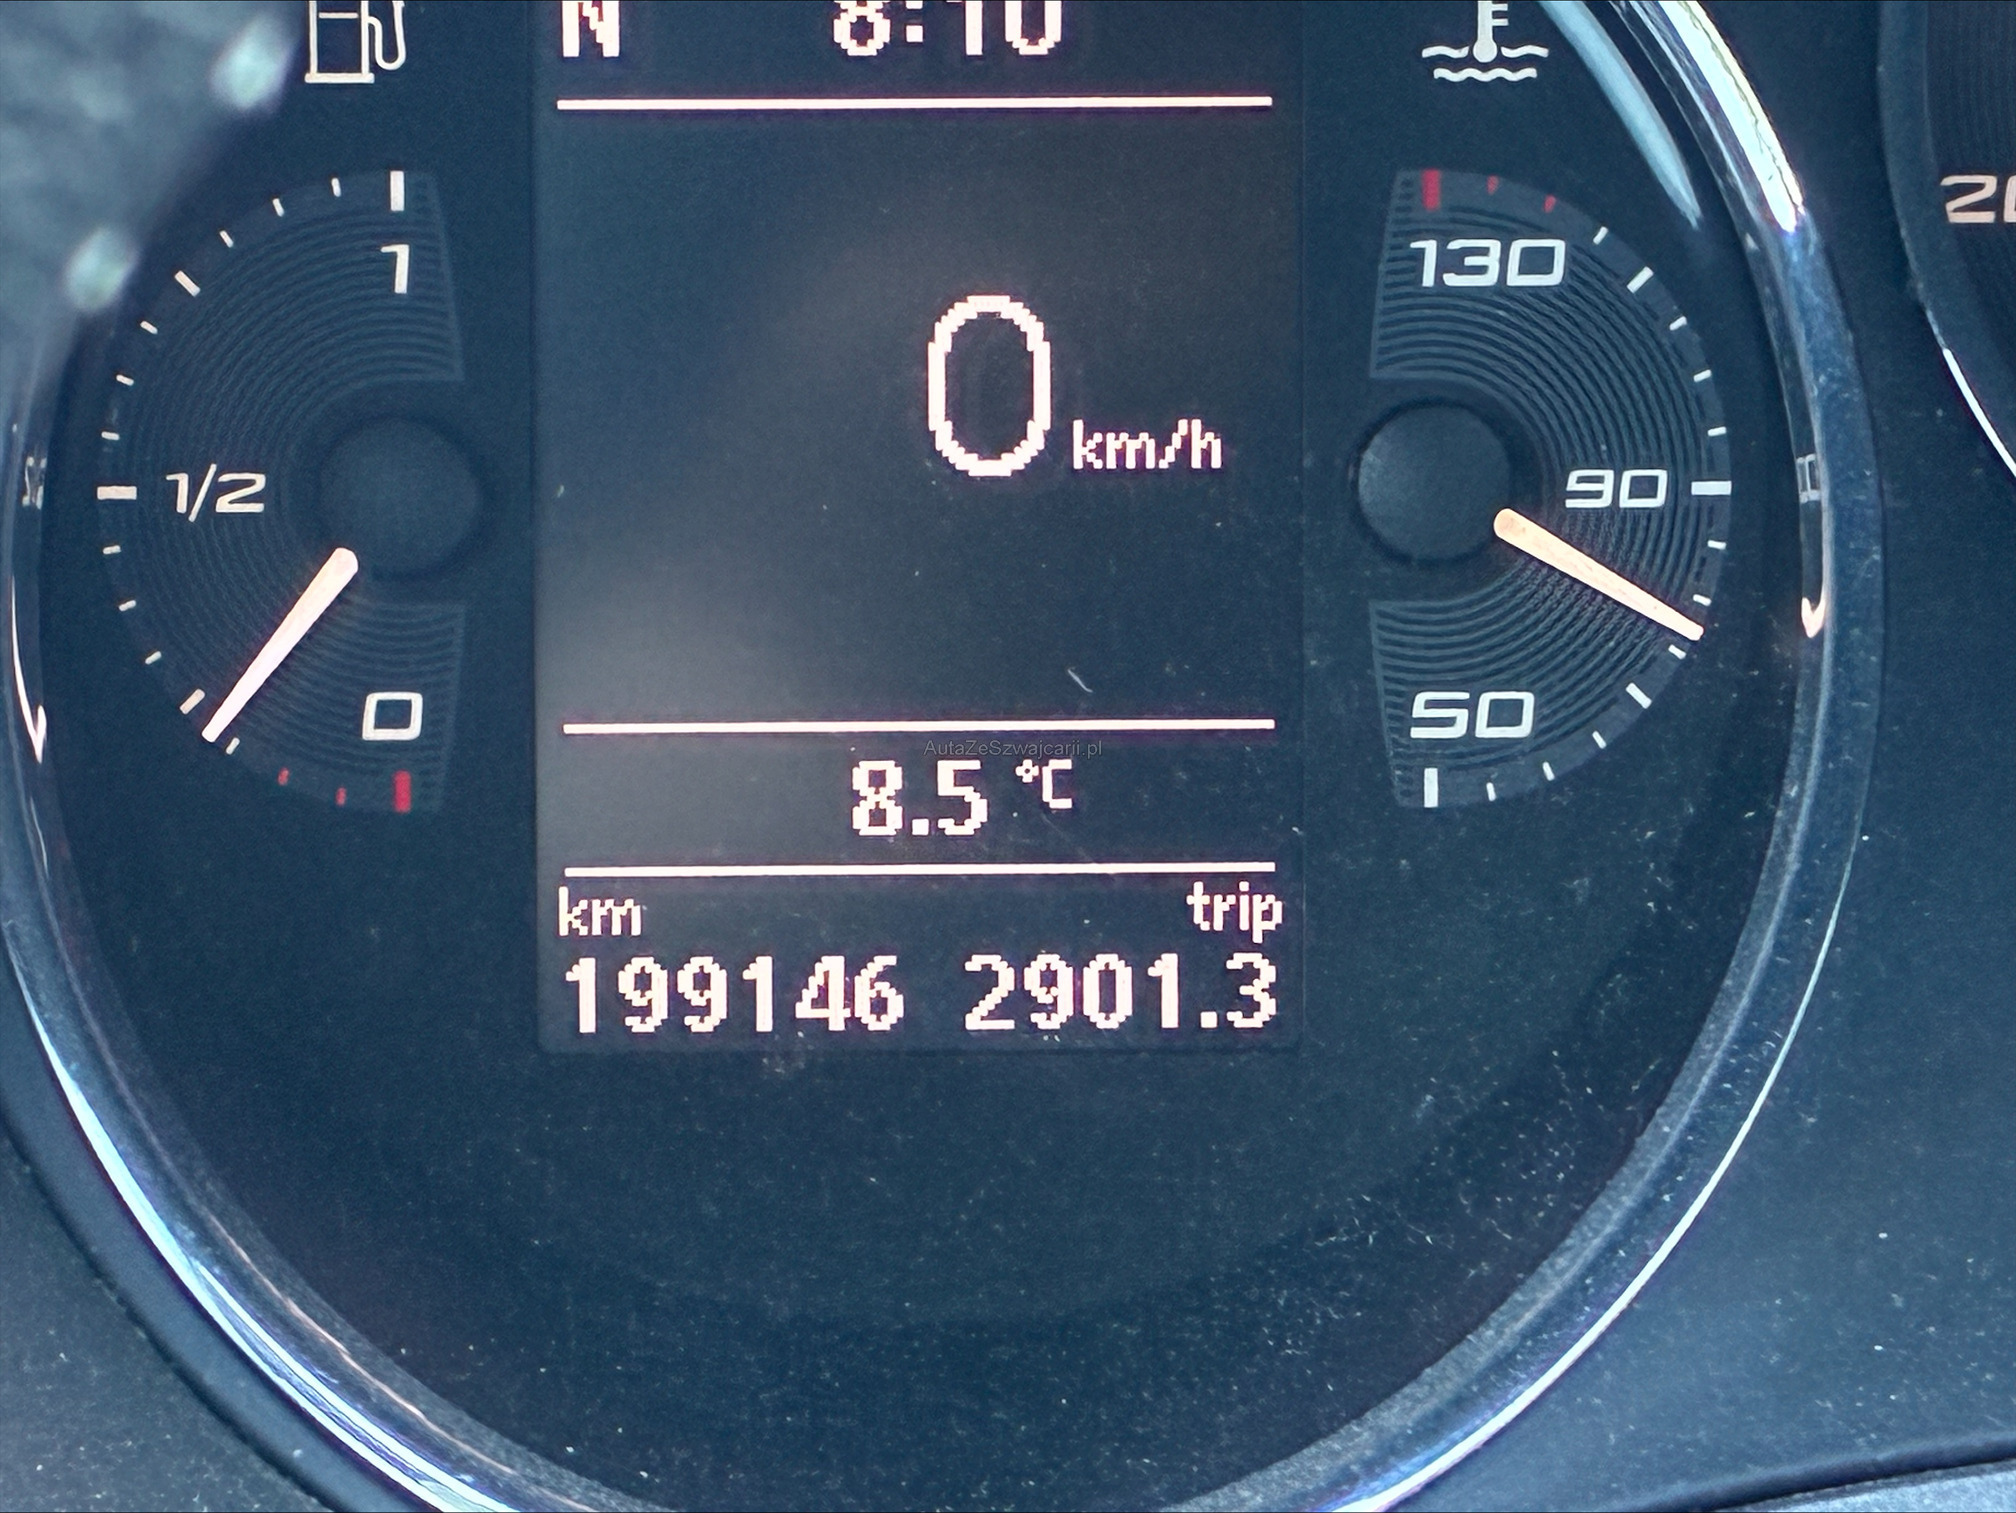 N 8:10
1
130
0 km/h
1/2
90
0
50
AutaZeSzwajcarii.pl
8.5 °C
km trip
199146 2901.3